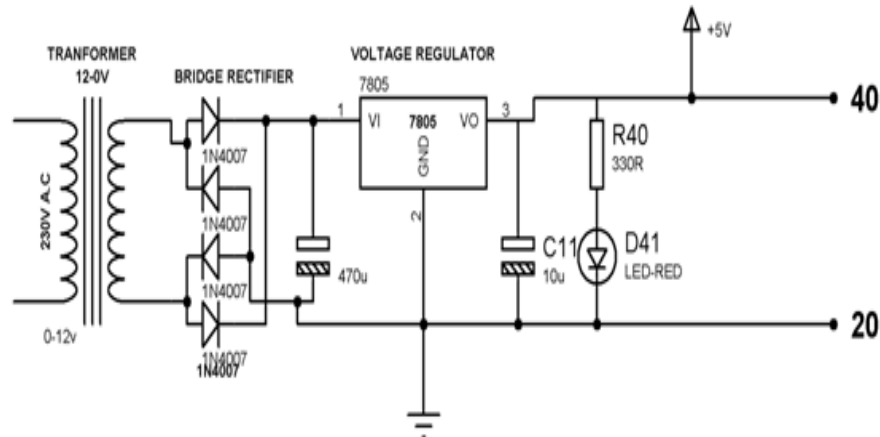 TRANFORMER
12-0V
BRIDGE RECTIFIER
VOLTAGE REGULATOR
7805
+5V
40
1
VI
7805
VO
3
GND
2
1N4007
1N4007
1N4007
1N4007
1N4007
230V A.C
0-12v
470u
C11
10u
R40
330R
D41
LED-RED
20